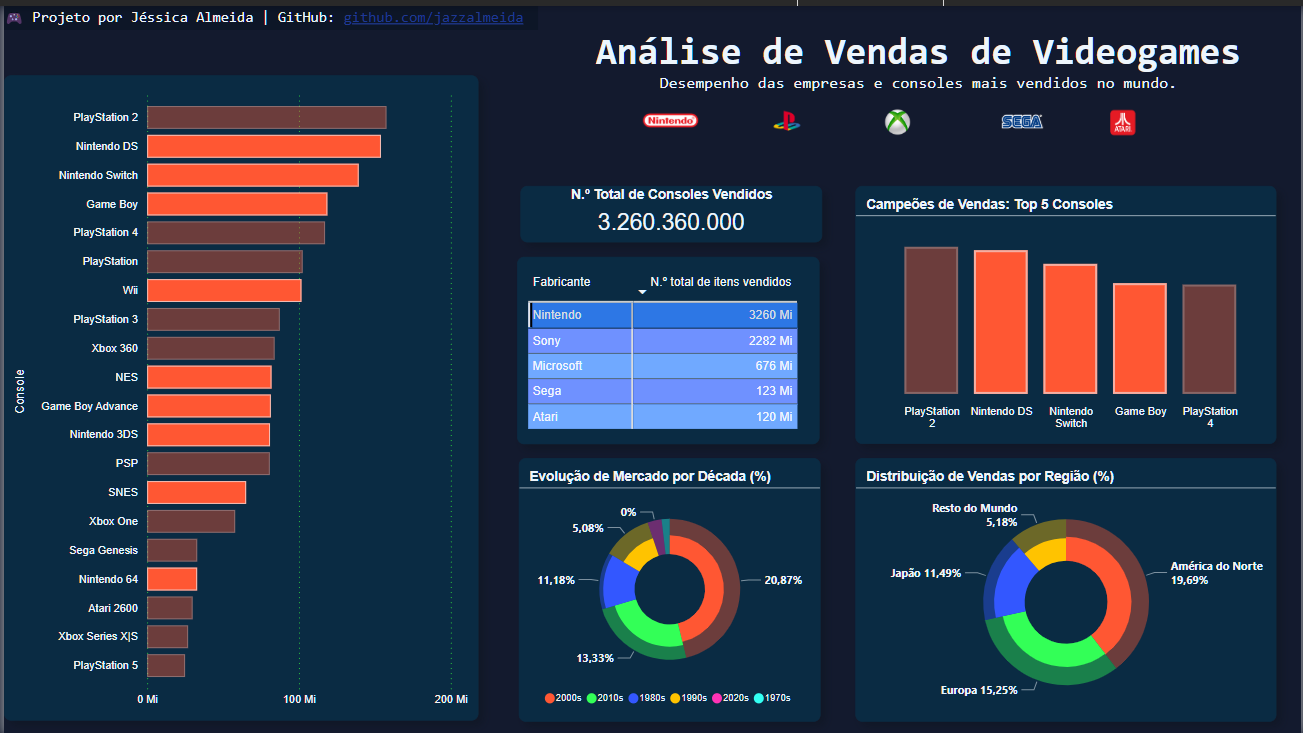 Projeto por Jéssica Almeida | GitHub: github.com/jazzalmeida
Análise de Vendas de Videogames
Desempenho das empresas e consoles mais vendidos no mundo.
Nintendo
SEGA
ATARI
Console
PlayStation 2
Nintendo DS
Nintendo Switch
Game Boy
PlayStation 4
PlayStation
Wii
PlayStation 3
Xbox 360
NES
Game Boy Advance
Nintendo 3DS
PSP
SNES
Xbox One
Sega Genesis
Nintendo 64
Atari 2600
Xbox Series X|S
PlayStation 5
0 Mi 100 Mi 200 Mi
N.º Total de Consoles Vendidos
3.260.360.000
Fabricante N.º total de itens vendidos
Nintendo 3260 Mi
Sony 2282 Mi
Microsoft 676 Mi
Sega 123 Mi
Atari 120 Mi
Campeões de Vendas: Top 5 Consoles
PlayStation 2
Nintendo DS
Nintendo Switch
Game Boy
PlayStation 4
Evolução de Mercado por Década (%)
0%
5,08%
11,18%
20,87%
13,33%
2000s 2010s 1980s 1990s 2020s 1970s
Distribuição de Vendas por Região (%)
Resto do Mundo
5,18%
América do Norte
19,69%
Japão 11,49%
Europa 15,25%